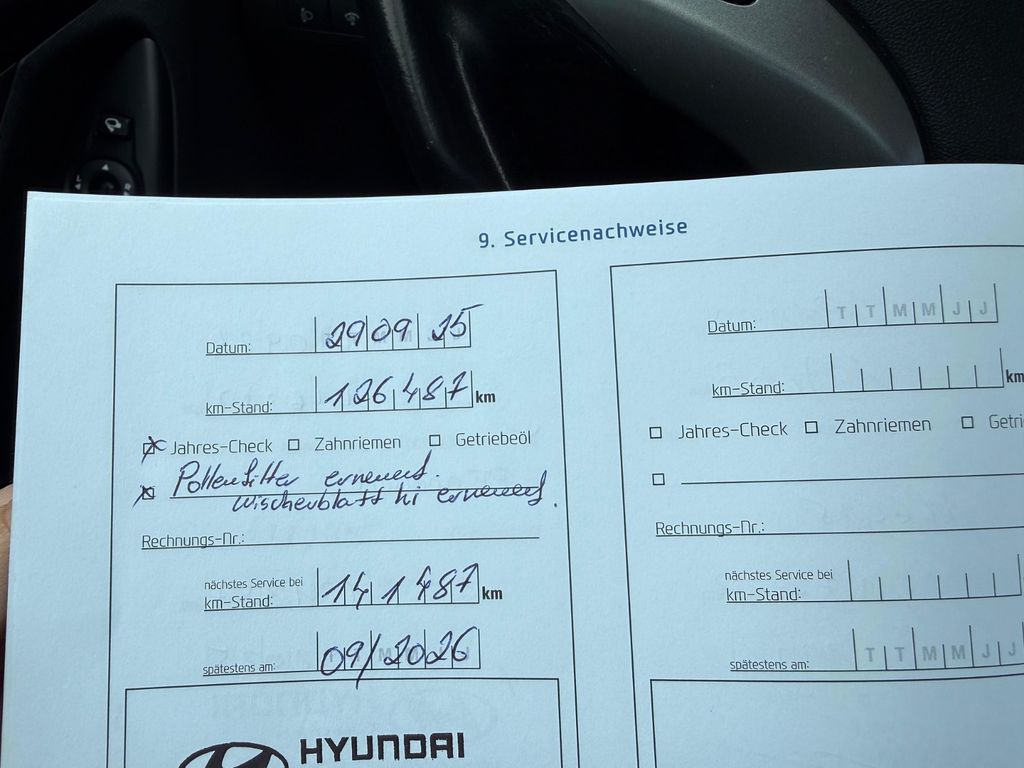 9. Servicenachweise
Datum: 29 09 25
km-Stand: 126487 km
Jahres-Check Zahnriemen Getriebeöl
Pollenfilter erneuert.
Wischerblatt hi erneuert.
Rechnungs-Nr.:
nächstes Service bei
km-Stand: 141487 km
spätestens am: 09/2026
HYUNDAI
Datum: T T M M J J
km-Stand: km
Jahres-Check Zahnriemen Getri
Rechnungs-Nr.:
nächstes Service bei
km-Stand:
spätestens am: T T M M J J